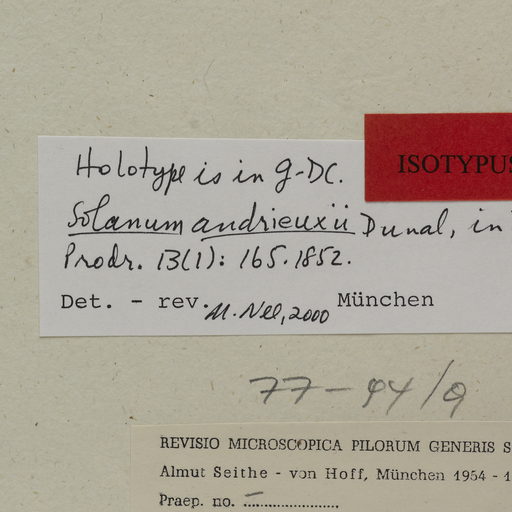 ISOTYPUS
Holotype is in G-DC.
Solanum andrieuxii Dunal, in
Prodr. 13(1): 165. 1852.
Det. - rev. M. Nee, 2000 München
77-94/9
REVISIO MICROSCOPICA PILORUM GENERIS S
Almut Seithe - von Hoff, München 1954 - 1
Praep. no. –